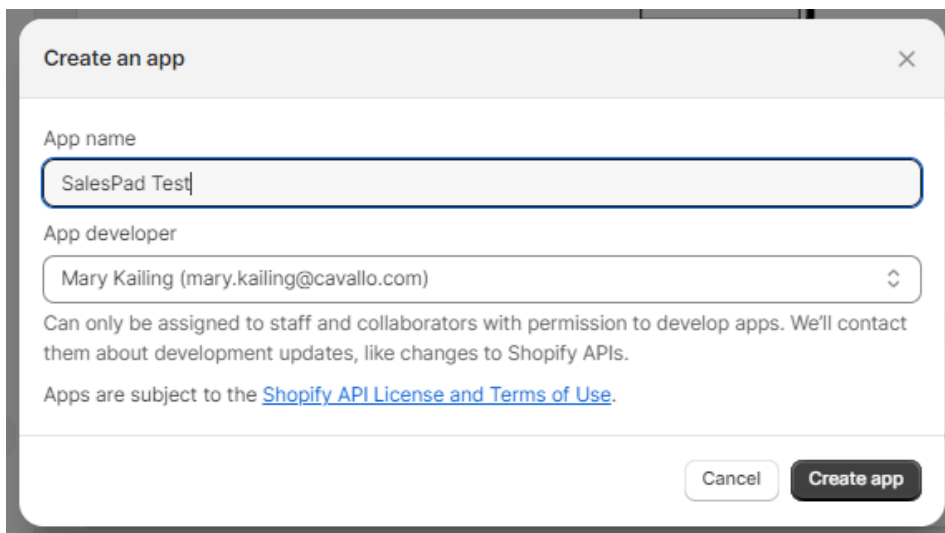 Create an app
App name
SalesPad Test
App developer
Mary Kailing (mary.kailing@cavallo.com)
Can only be assigned to staff and collaborators with permission to develop apps. We’ll contact
them about development updates, like changes to Shopify APIs.
Apps are subject to the Shopify API License and Terms of Use.
Cancel
Create app